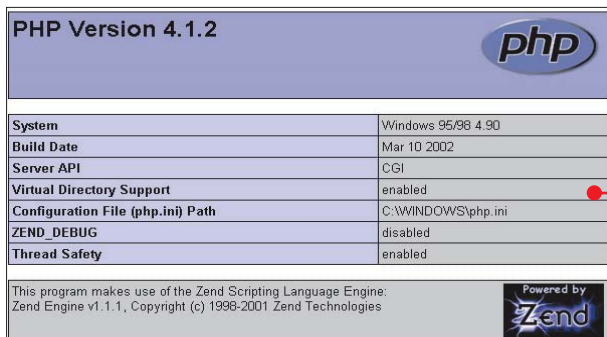 PHP Version 4.1.2
php
System Windows 95/98 4.90
Build Date Mar 10 2002
Server API CGI
Virtual Directory Support enabled
Configuration File (php.ini) Path C:\WINDOWS\php.ini
ZEND_DEBUG disabled
Thread Safety enabled
This program makes use of the Zend Scripting Language Engine:
Zend Engine v1.1.1, Copyright (c) 1998-2001 Zend Technologies
Powered by
Zend